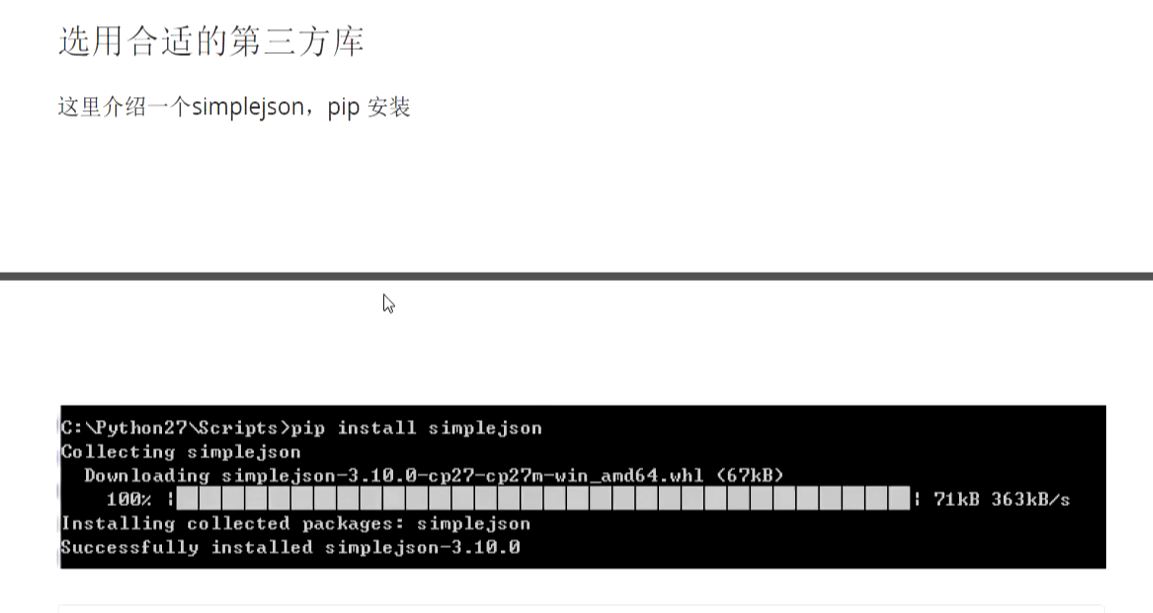 选用合适的第三方库
这里介绍一个simplejson，pip 安装
C:\Python27\Scripts>pip install simplejson
Collecting simplejson
Downloading simplejson-3.10.0-cp27-cp27m-win_amd64.whl (67kB)
100% |████████████████████████████████| 71kB 363kB/s
Installing collected packages: simplejson
Successfully installed simplejson-3.10.0